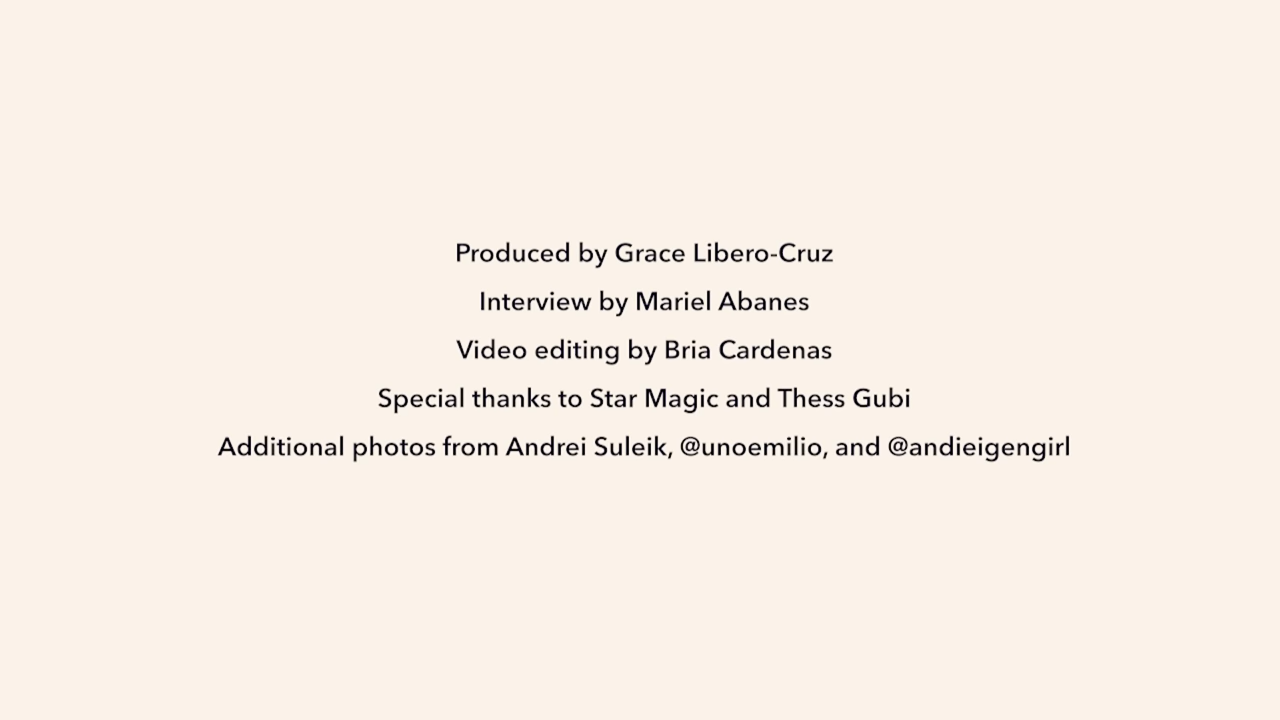 Produced by Grace Libero-Cruz
Interview by Mariel Abanes
Video editing by Bria Cardenas
Special thanks to Star Magic and Thess Gubi
Additional photos from Andrei Suleik, @unoemilio, and @andieigengirl